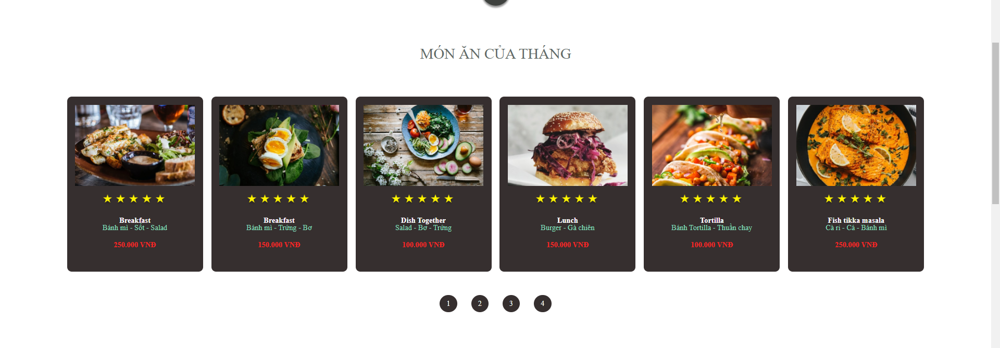 MÓN ĂN CỦA THÁNG
★ ★ ★ ★ ★
Breakfast
Bánh mì - Sốt - Salad
250.000 VNĐ
★ ★ ★ ★ ★
Breakfast
Bánh mì - Trứng - Bơ
150.000 VNĐ
★ ★ ★ ★ ★
Dish Together
Salad - Bơ - Trứng
100.000 VNĐ
★ ★ ★ ★ ★
Lunch
Burger - Gà chiên
150.000 VNĐ
★ ★ ★ ★ ★
Tortilla
Bánh Tortilla - Thuần chay
100.000 VNĐ
★ ★ ★ ★ ★
Fish tikka masala
Cà ri - Cá - Bánh mì
250.000 VNĐ
1 2 3 4